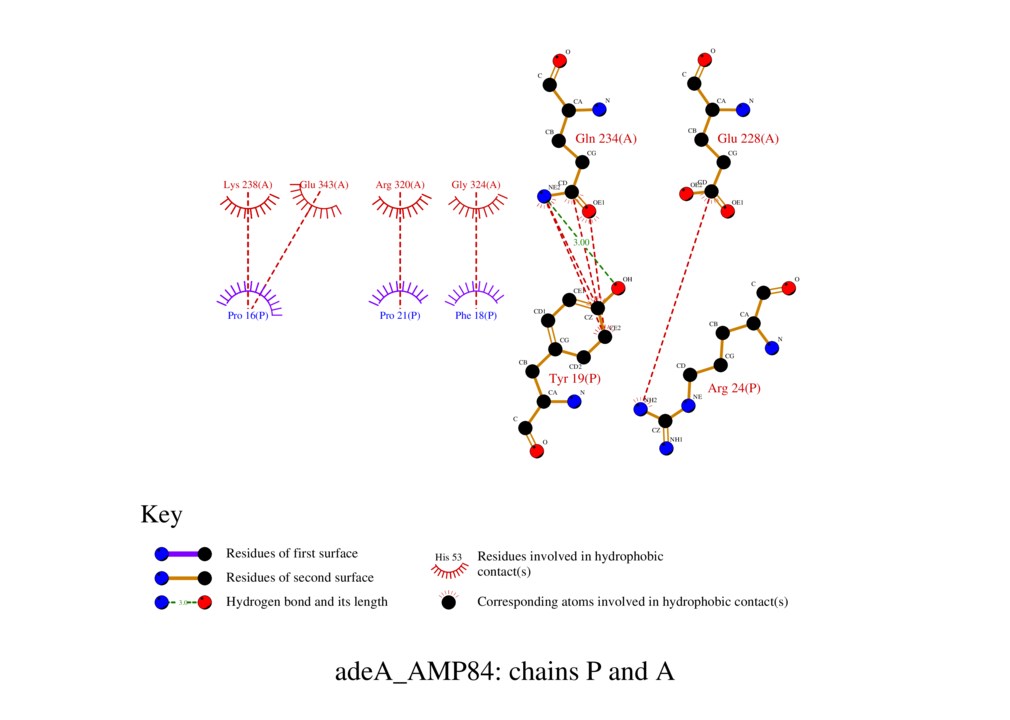 O
C
CA
N
CB
Gln 234(A)
CG
NE2
CD
OE1
O
C
CA
N
CB
Glu 228(A)
CG
OE2
CD
OE1
Lys 238(A)
Glu 343(A)
Arg 320(A)
Gly 324(A)
3.00
Pro 16(P)
Pro 21(P)
Phe 18(P)
OH
CE1
CD1
CZ
CE2
CG
CD2
CB
Tyr 19(P)
CA
N
C
O
C
O
CA
CB
N
CG
CD
Arg 24(P)
NH2
NE
CZ
NH1
Key
Residues of first surface
Residues of second surface
3.0
Hydrogen bond and its length
His 53
Residues involved in hydrophobic
contact(s)
Corresponding atoms involved in hydrophobic contact(s)
adeA_AMP84: chains P and A